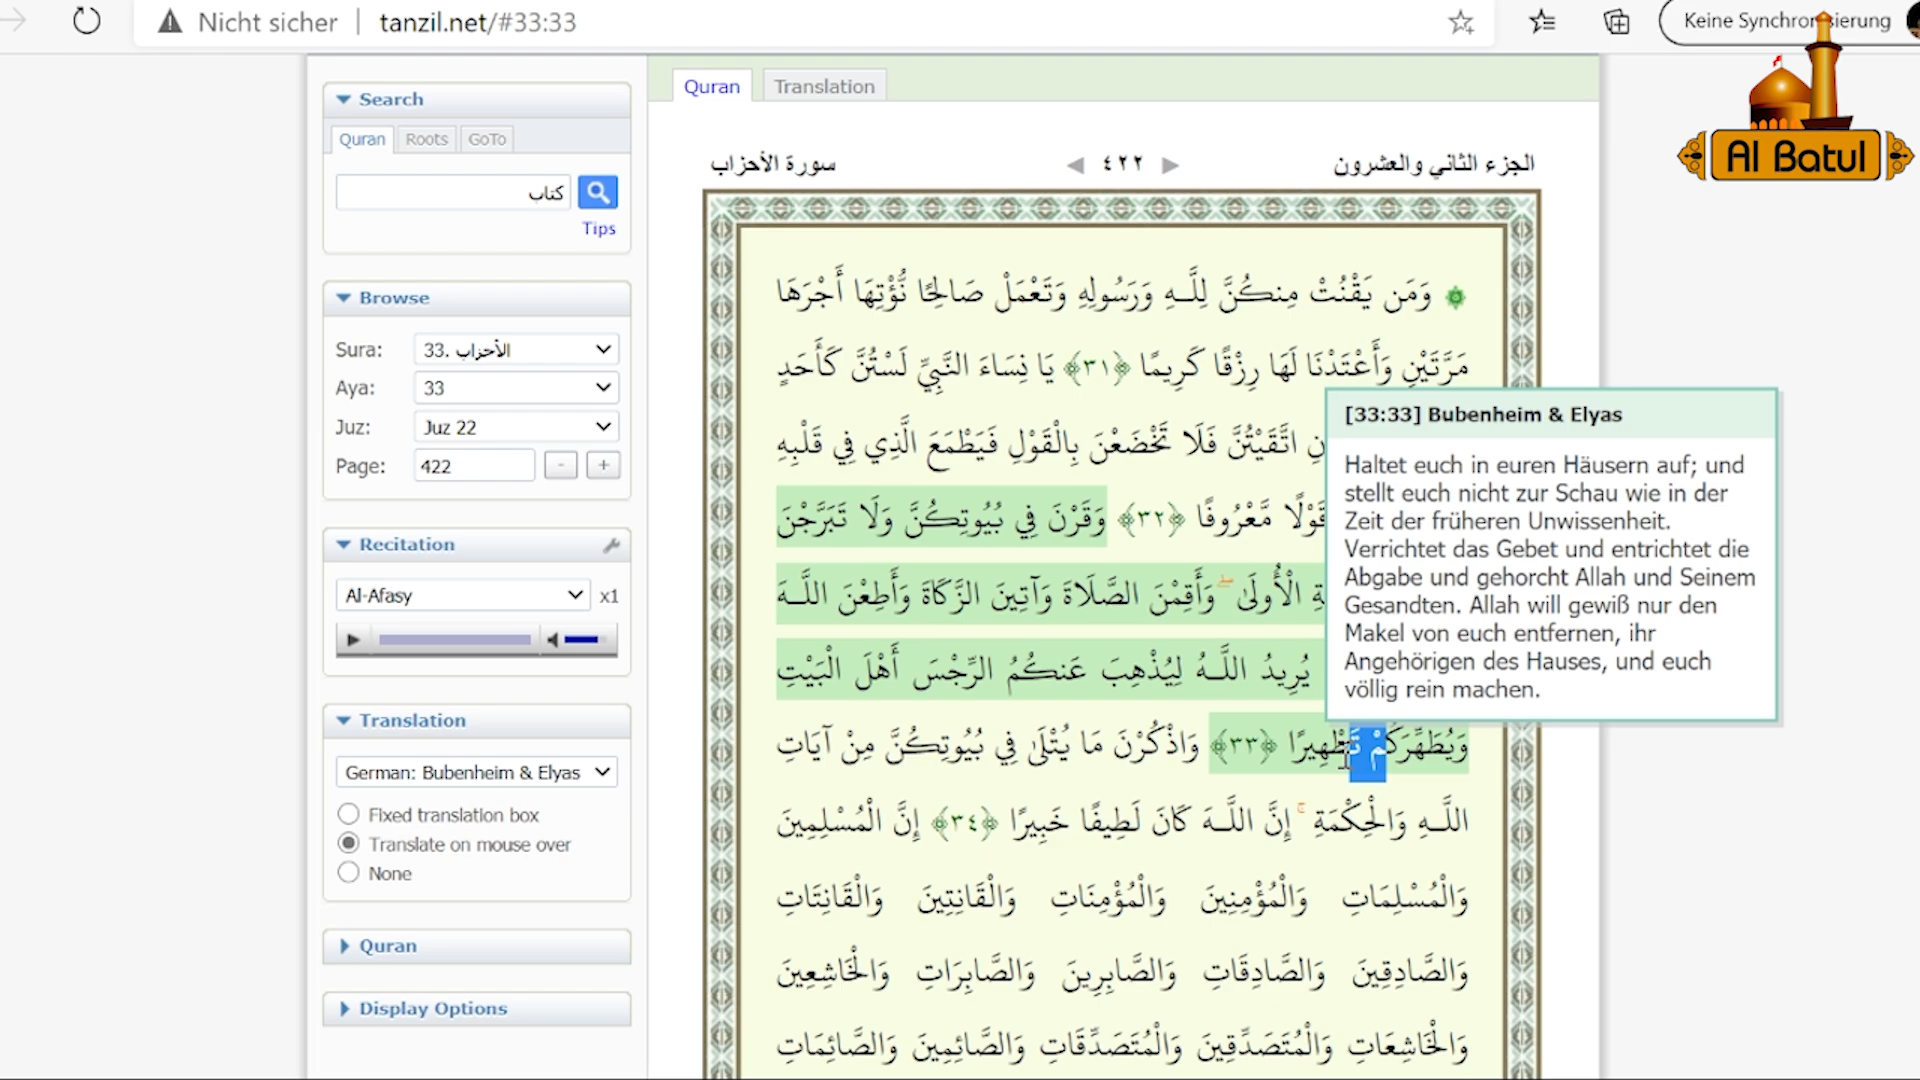 Nicht sicher
tanzil.net/#33:33
Keine Synchron
Al Batul
Search
Quran
Roots
GoTo
كتاب
Tips
Browse
Sura:
33. الأحزاب
Aya:
33
Juz:
Juz 22
Page:
422
-
+
Recitation
Al-Afasy
x1
Translation
German: Bubenheim & Elyas
Fixed translation box
Translate on mouse over
None
Quran
Display Options
Quran
Translation
الجزء الثاني والعشرون
٤٢٢
سورة الأحزاب
وَمَن يَقْنُتْ مِنكُنَّ لِلَّـهِ وَرَسُولِهِ وَتَعْمَلْ صَالِحًا نُّؤْتِهَا أَجْرَهَا
مَرَّتَيْنِ وَأَعْتَدْنَا لَهَا رِزْقًا كَرِيمًا ﴿٣١﴾ يَا نِسَاءَ النَّبِيِّ لَسْتُنَّ كَأَحَدٍ
اتَّقَيْتُنَّ فَلَا تَخْضَعْنَ بِالْقَوْلِ فَيَطْمَعَ الَّذِي فِي قَلْبِهِ
قَوْلًا مَّعْرُوفًا ﴿٣٢﴾ وَقَرْنَ فِي بُيُوتِكُنَّ وَلَا تَبَرَّجْنَ
الْأُولَىٰ ۖ وَأَقِمْنَ الصَّلَاةَ وَآتِينَ الزَّكَاةَ وَأَطِعْنَ اللَّـهَ
يُرِيدُ اللَّـهُ لِيُذْهِبَ عَنكُمُ الرِّجْسَ أَهْلَ الْبَيْتِ
وَيُطَهِّرَكُمْ تَطْهِيرًا ﴿٣٣﴾ وَاذْكُرْنَ مَا يُتْلَىٰ فِي بُيُوتِكُنَّ مِنْ آيَاتِ
اللَّـهِ وَالْحِكْمَةِ ۚ إِنَّ اللَّـهَ كَانَ لَطِيفًا خَبِيرًا ﴿٣٤﴾ إِنَّ الْمُسْلِمِينَ
وَالْمُسْلِمَاتِ وَالْمُؤْمِنِينَ وَالْمُؤْمِنَاتِ وَالْقَانِتِينَ وَالْقَانِتَاتِ
وَالصَّادِقِينَ وَالصَّادِقَاتِ وَالصَّابِرِينَ وَالصَّابِرَاتِ وَالْخَاشِعِينَ
وَالْخَاشِعَاتِ وَالْمُتَصَدِّقِينَ وَالْمُتَصَدِّقَاتِ وَالصَّائِمِينَ وَالصَّائِمَاتِ
[33:33] Bubenheim & Elyas
Haltet euch in euren Häusern auf; und
stellt euch nicht zur Schau wie in der
Zeit der früheren Unwissenheit.
Verrichtet das Gebet und entrichtet die
Abgabe und gehorcht Allah und Seinem
Gesandten. Allah will gewiß nur den
Makel von euch entfernen, ihr
Angehörigen des Hauses, und euch
völlig rein machen.